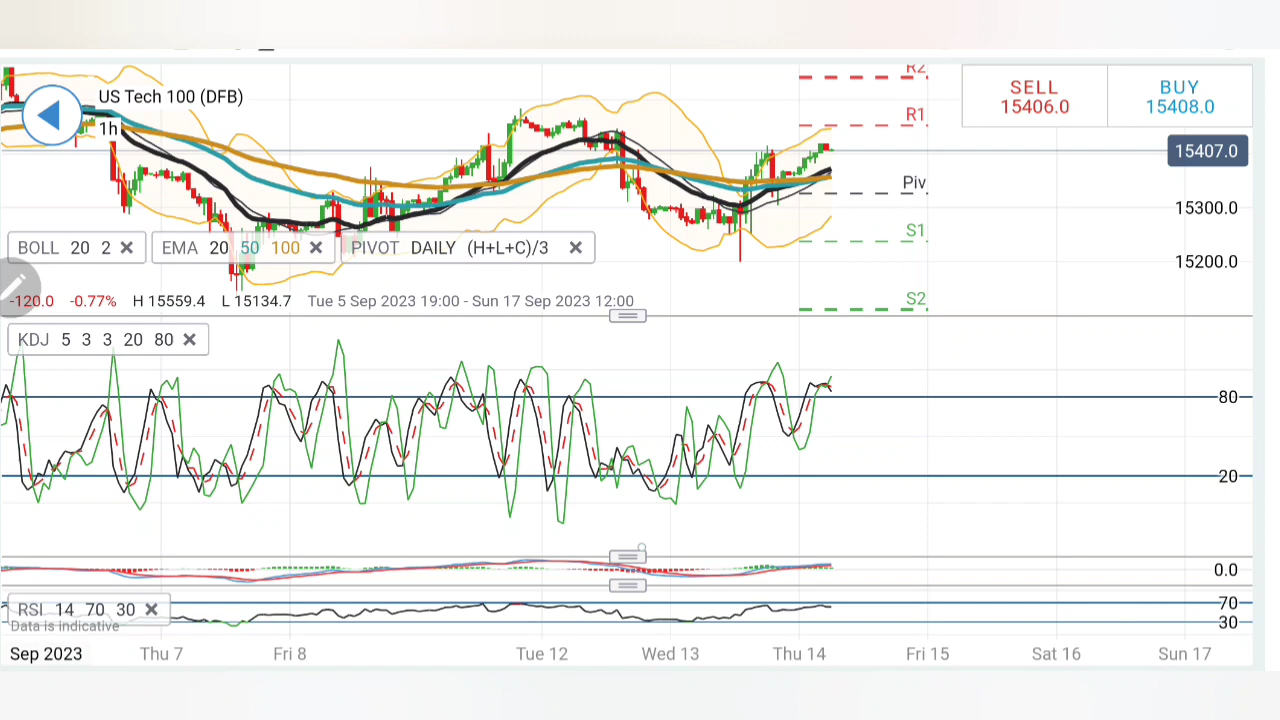 R2
US Tech 100 (DFB)
SELL
15406.0
BUY
15408.0
R1
1h
15407.0
Piv
15300.0
S1
BOLL 20 2
EMA 20 50 100
PIVOT DAILY (H+L+C)/3
15200.0
-120.0 -0.77% H 15559.4 L 15134.7 Tue 5 Sep 2023 19:00 - Sun 17 Sep 2023 12:00
S2
KDJ 5 3 3 20 80
80
20
0.0
RSI 14 70 30
70
30
Data is indicative
Sep 2023 Thu 7 Fri 8 Tue 12 Wed 13 Thu 14 Fri 15 Sat 16 Sun 17